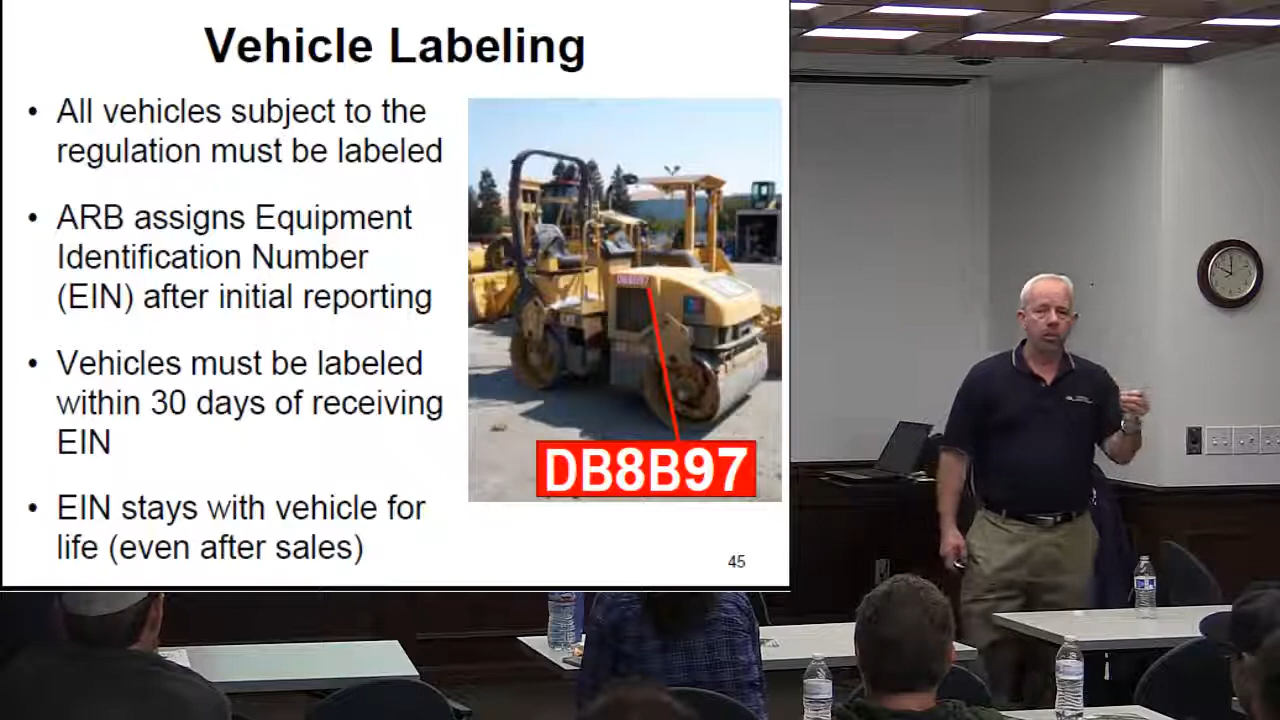 Vehicle Labeling
• All vehicles subject to the
regulation must be labeled
• ARB assigns Equipment
Identification Number
(EIN) after initial reporting
• Vehicles must be labeled
within 30 days of receiving
EIN
• EIN stays with vehicle for
life (even after sales)
DB8B97
DB8B97
45